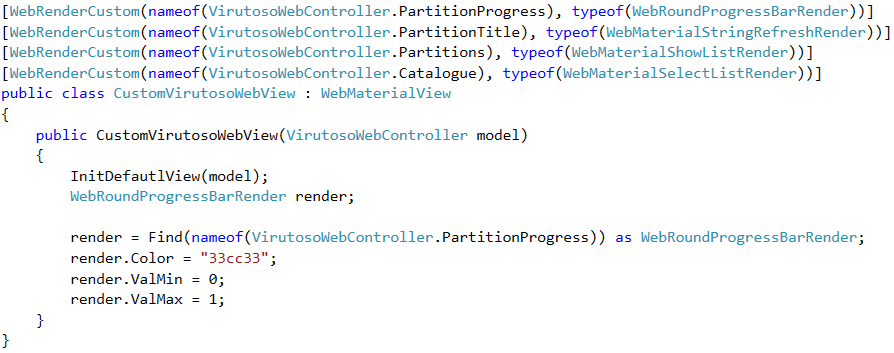 [WebRenderCustom(nameof(VirutosoWebController.PartitionProgress), typeof(WebRoundProgressBarRender))]
[WebRenderCustom(nameof(VirutosoWebController.PartitionTitle), typeof(WebMaterialStringRefreshRender))]
[WebRenderCustom(nameof(VirutosoWebController.Partitions), typeof(WebMaterialShowListRender))]
[WebRenderCustom(nameof(VirutosoWebController.Catalogue), typeof(WebMaterialSelectListRender))]
public class CustomVirutosoWebView : WebMaterialView
{
    public CustomVirutosoWebView(VirutosoWebController model)
    {
        InitDefautlView(model);
        WebRoundProgressBarRender render;

        render = Find(nameof(VirutosoWebController.PartitionProgress)) as WebRoundProgressBarRender;
        render.Color = "33cc33";
        render.ValMin = 0;
        render.ValMax = 1;
    }
}